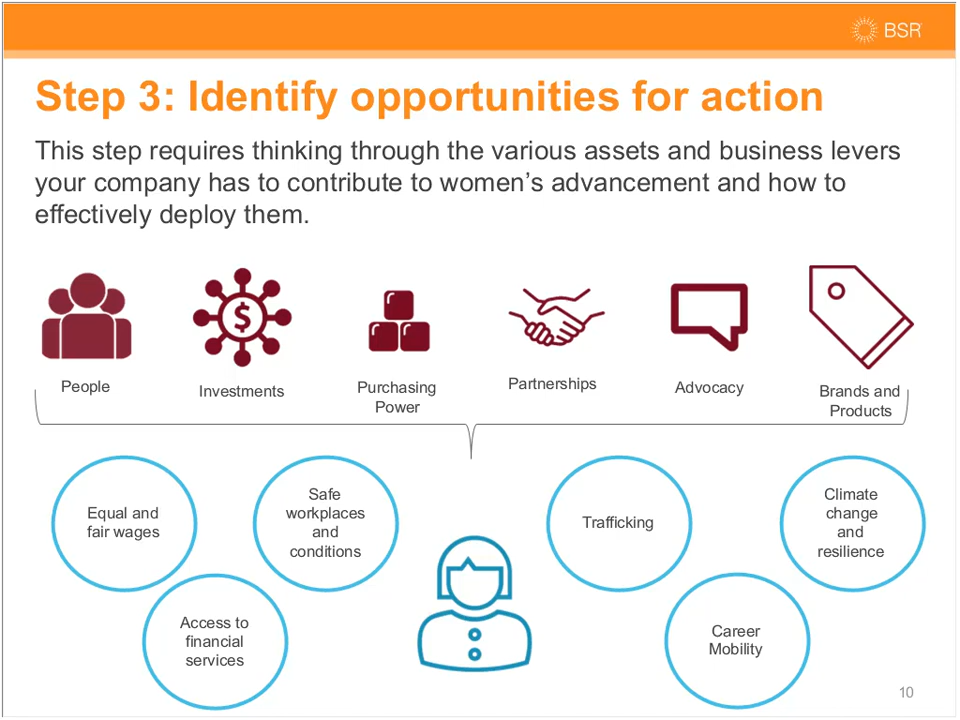 BSR
Step 3: Identify opportunities for action
This step requires thinking through the various assets and business levers
your company has to contribute to women’s advancement and how to
effectively deploy them.
$
People
Investments
Purchasing
Power
Partnerships
Advocacy
Brands and
Products
Equal and
fair wages
Safe
workplaces
and
conditions
Trafficking
Climate
change
and
resilience
Access to
financial
services
Career
Mobility
10